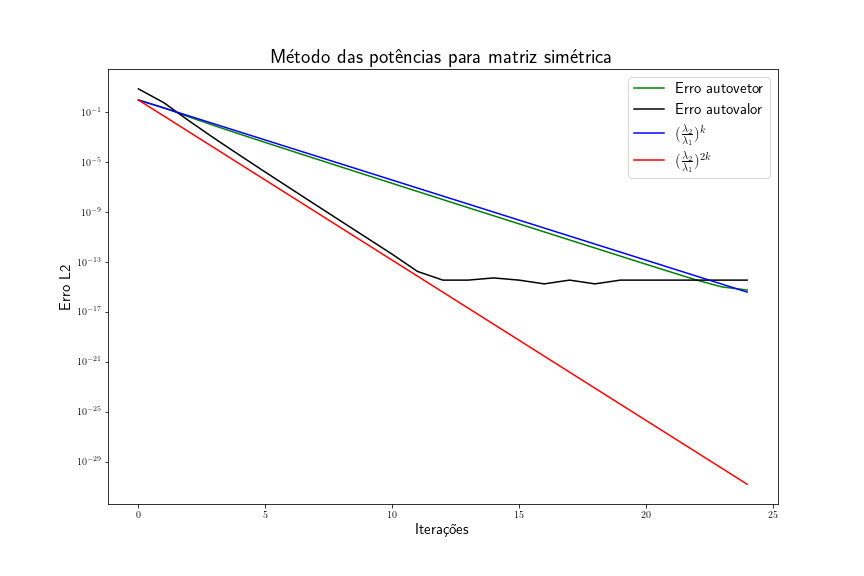 Método das potências para matriz simétrica
Erro autovetor
Erro autovalor
(λ₂/λ₁)ᵏ
(λ₂/λ₁)²ᵏ
Erro L2
10⁻¹
10⁻⁵
10⁻⁹
10⁻¹³
10⁻¹⁷
10⁻²¹
10⁻²⁵
10⁻²⁹
0 5 10 15 20 25
Iterações